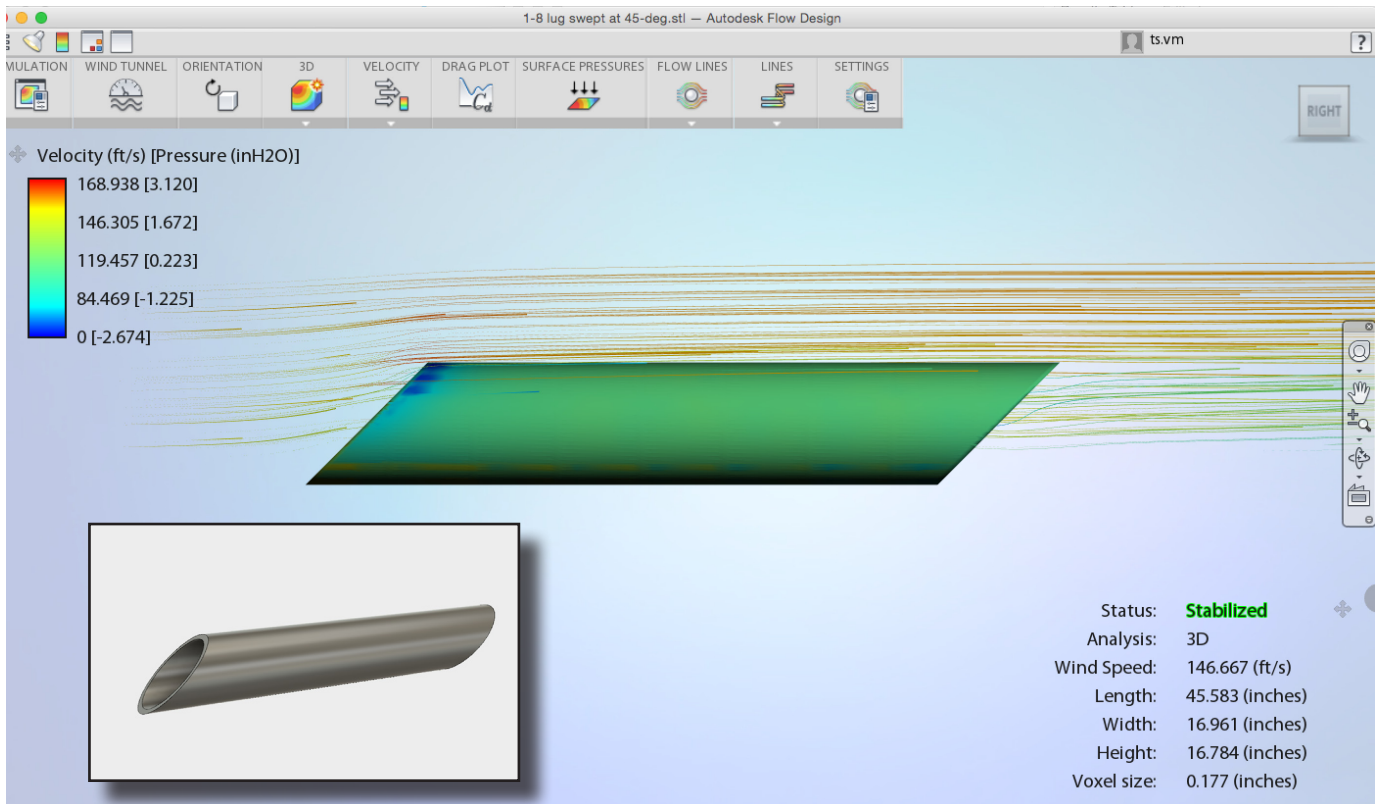 1-8 lug swept at 45-deg.stl — Autodesk Flow Design
ts.vm
?
MULATION WIND TUNNEL ORIENTATION 3D VELOCITY DRAG PLOT SURFACE PRESSURES FLOW LINES LINES SETTINGS
Cd
RIGHT
Velocity (ft/s) [Pressure (inH2O)]
168.938 [3.120]
146.305 [1.672]
119.457 [0.223]
84.469 [-1.225]
0 [-2.674]
Status: Stabilized
Analysis: 3D
Wind Speed: 146.667 (ft/s)
Length: 45.583 (inches)
Width: 16.961 (inches)
Height: 16.784 (inches)
Voxel size: 0.177 (inches)